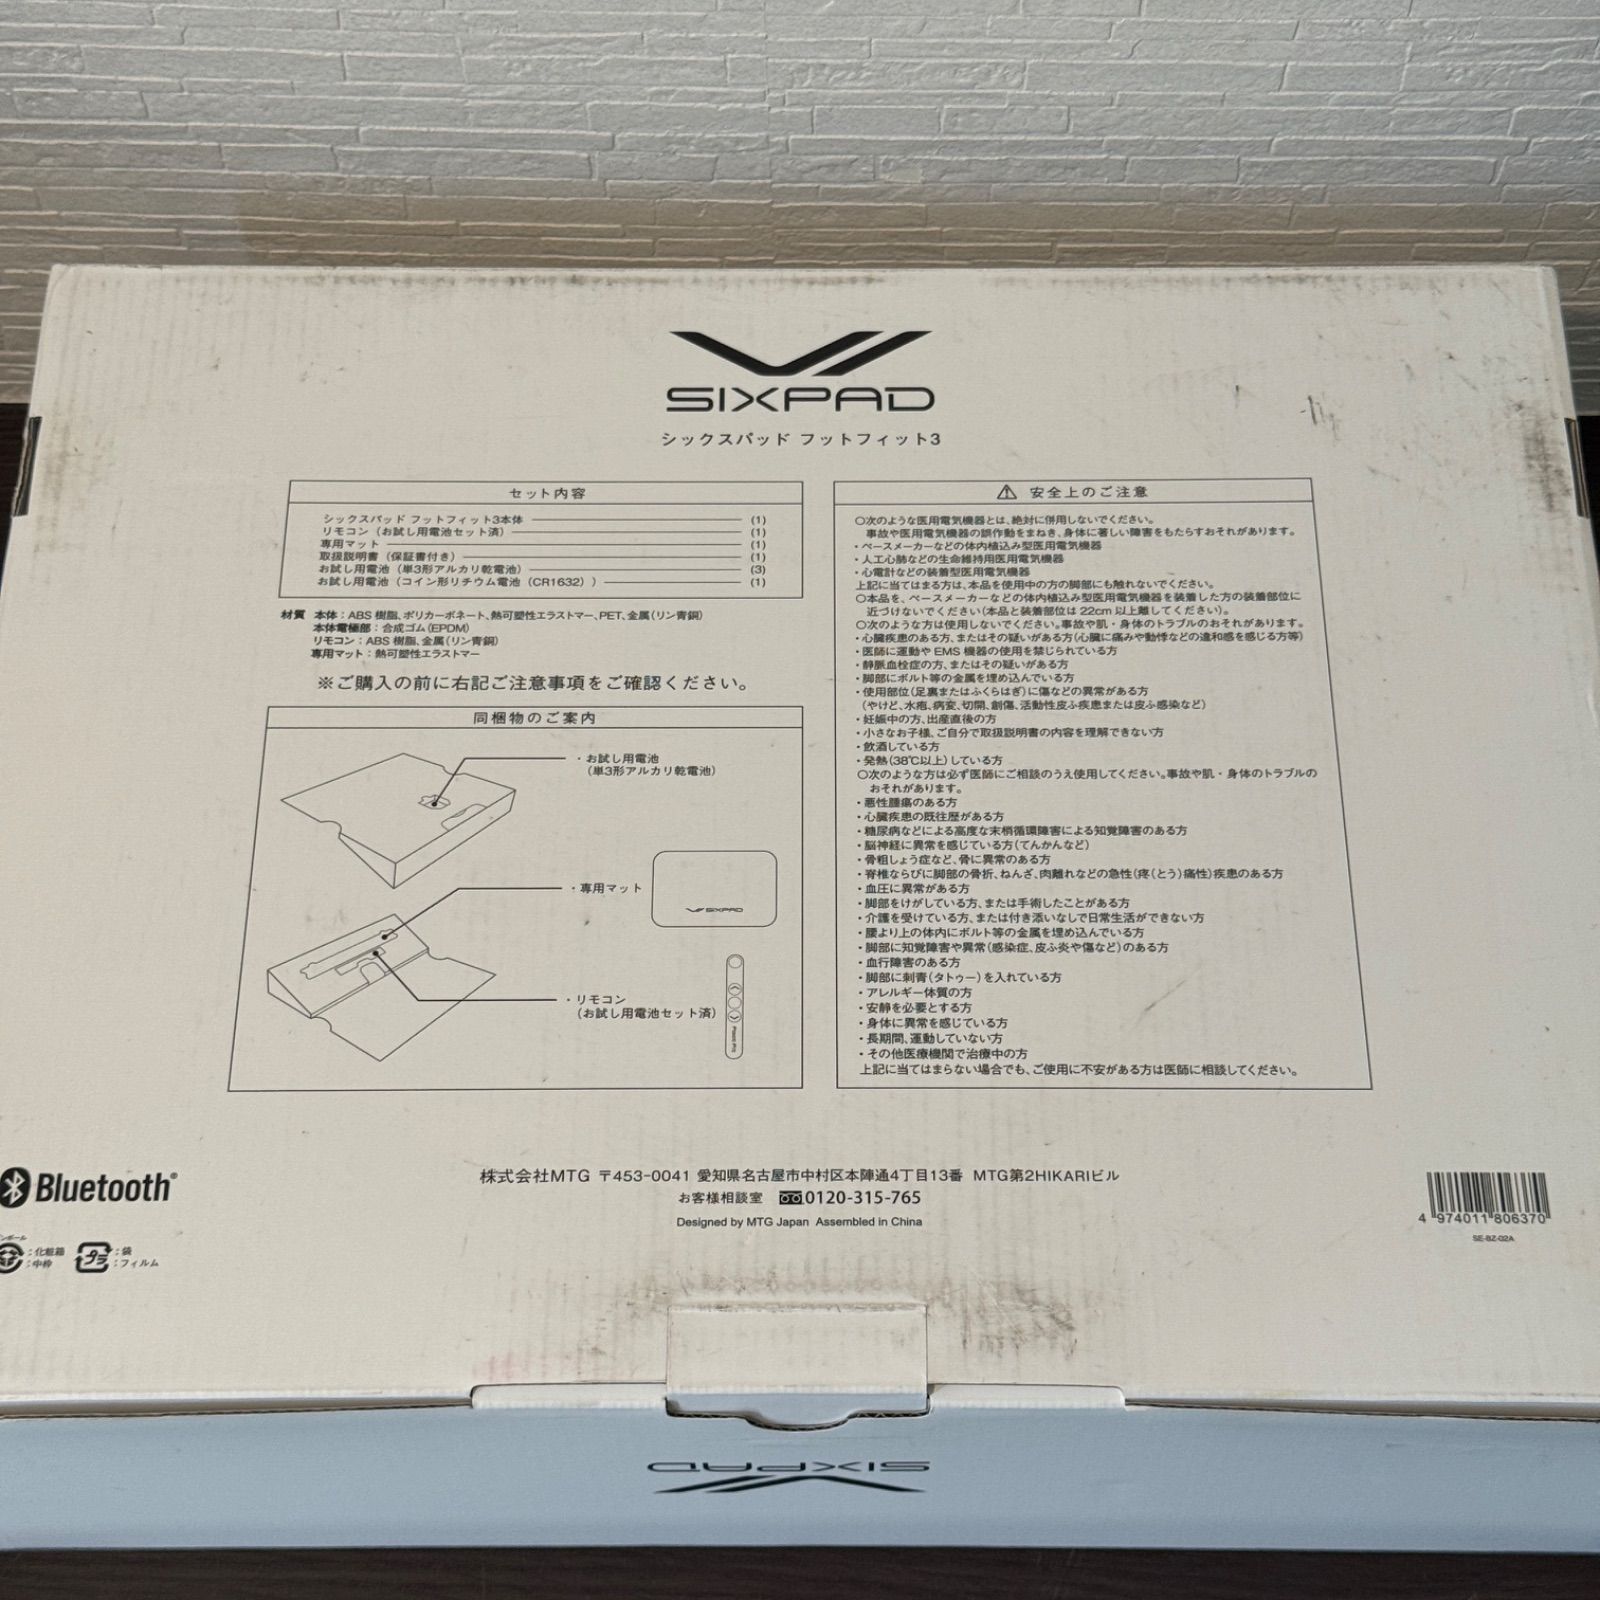 SIXPAD
シックスパッド フットフィット3
セット内容
シックスパッド フットフィット3本体 (1)
リモコン(お試し用電池セット済) (1)
専用マット (1)
取扱説明書(保証書付き) (1)
お試し用電池(単3形アルカリ乾電池) (3)
お試し用電池(コイン形リチウム電池(CR1632)) (1)
材質 本体：ABS 樹脂、ポリカーボネート、熱可塑性エラストマー、PET、金属(リン青銅)
本体電極部：合成ゴム(EPDM)
リモコン：ABS 樹脂、金属(リン青銅)
専用マット：熱可塑性エラストマー
※ご購入の前に右記ご注意事項をご確認ください。
同梱物のご案内
・お試し用電池
(単3形アルカリ乾電池)
・専用マット
SIXPAD
・リモコン
(お試し用電池セット済)
⚠ 安全上のご注意
○次のような医用電気機器とは、絶対に併用しないでください。
事故や医用電気機器の誤作動をまねき、身体に著しい障害をもたらすおそれがあります。
・ペースメーカーなどの体内植込み型医用電気機器
・人工心肺などの生命維持用医用電気機器
・心電計などの装着型医用電気機器
上記に当てはまる方は、本品を使用中の方の脚部にも触れないでください。
○本品を、ペースメーカーなどの体内植込み型医用電気機器を装着した方の装着部位に
近づけないでください(本品と装着部位は 22cm 以上離してください)。
○次のような方は使用しないでください。事故や肌・身体のトラブルのおそれがあります。
・心臓疾患のある方、またはその疑いがある方(心臓に痛みや動悸などの違和感を感じる方等)
・医師に運動や EMS 機器の使用を禁じられている方
・静脈血栓症の方、またはその疑いがある方
・脚部にボルト等の金属を埋め込んでいる方
・使用部位(足裏またはふくらはぎ)に傷などの異常がある方
(やけど、水疱、病変、切開、創傷、活動性皮ふ疾患または皮ふ感染など)
・妊娠中の方、出産直後の方
・小さなお子様、ご自分で取扱説明書の内容を理解できない方
・飲酒している方
・発熱(38℃以上)している方
○次のような方は必ず医師にご相談のうえ使用してください。事故や肌・身体のトラブルの
おそれがあります。
・悪性腫瘍のある方
・心臓疾患の既往歴がある方
・糖尿病などによる高度な末梢循環障害による知覚障害のある方
・脳神経に異常を感じている方(てんかんなど)
・骨粗しょう症など、骨に異常のある方
・脊椎ならびに脚部の骨折、ねんざ、肉離れなどの急性(疼(とう)痛性)疾患のある方
・血圧に異常がある方
・脚部をけがしている方、または手術したことがある方
・介護を受けている方、または付き添いなしで日常生活ができない方
・腰より上の体内にボルト等の金属を埋め込んでいる方
・脚部に知覚障害や異常(感染症、皮ふ炎や傷など)のある方
・血行障害のある方
・脚部に刺青(タトゥー)を入れている方
・アレルギー体質の方
・安静を必要とする方
・身体に異常を感じている方
・長期間、運動していない方
・その他医療機関で治療中の方
上記に当てはまらない場合でも、ご使用に不安がある方は医師に相談してください。
Bluetooth®
：化粧箱
：中枠
プラ
：袋
：フィルム
株式会社MTG 〒453-0041 愛知県名古屋市中村区本陣通4丁目13番 MTG第2HIKARIビル
お客様相談室 0120-315-765
Designed by MTG Japan Assembled in China
4 974011 806370
SE-BZ-02A
SIXPAD